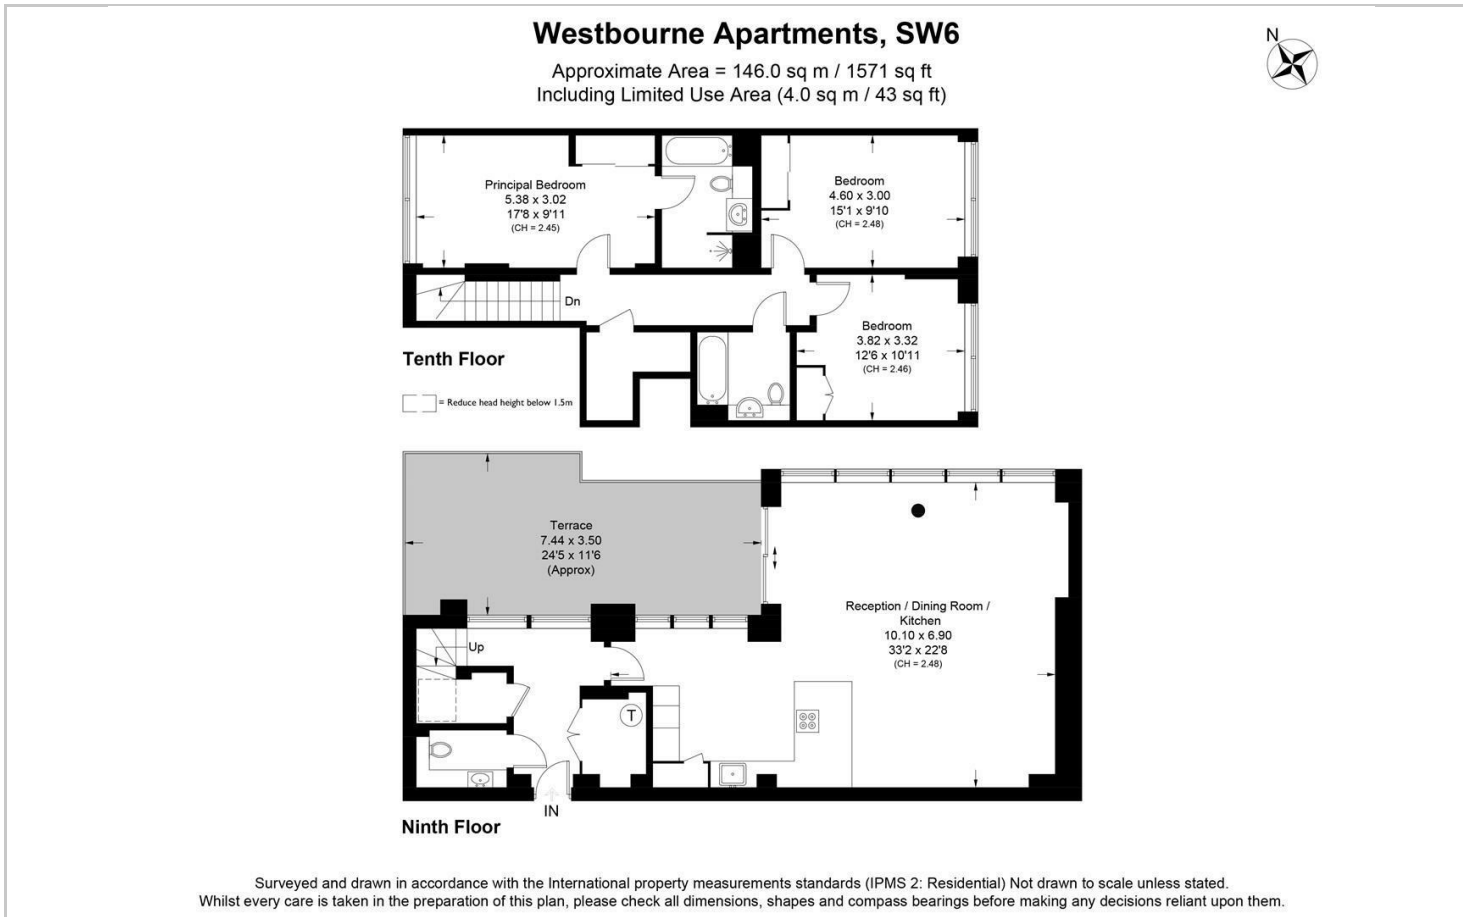 Westbourne Apartments, SW6
N
Approximate Area = 146.0 sq m / 1571 sq ft
Including Limited Use Area (4.0 sq m / 43 sq ft)
Principal Bedroom
5.38 x 3.02
17'8 x 9'11
(CH = 2.45)
Bedroom
4.60 x 3.00
15'1 x 9'10
(CH = 2.48)
Dn
Bedroom
3.82 x 3.32
12'6 x 10'11
(CH = 2.46)
Tenth Floor
= Reduce head height below 1.5m
Terrace
7.44 x 3.50
24'5 x 11'6
(Approx)
Reception / Dining Room /
Kitchen
10.10 x 6.90
33'2 x 22'8
(CH = 2.48)
Up
T
IN
Ninth Floor
Surveyed and drawn in accordance with the International property measurements standards (IPMS 2: Residential) Not drawn to scale unless stated.
Whilst every care is taken in the preparation of this plan, please check all dimensions, shapes and compass bearings before making any decisions reliant upon them.